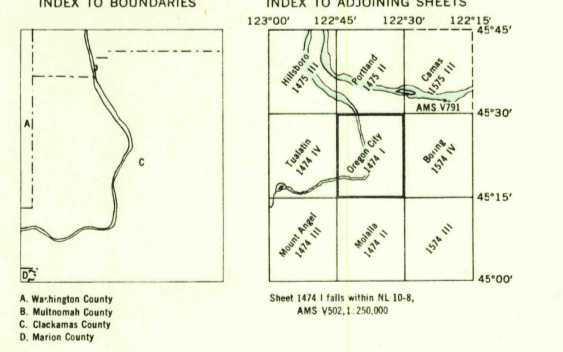 INDEX TO BOUNDARIES
A
C
D
A. Washington County
B. Multnomah County
C. Clackamas County
D. Marion County
INDEX TO ADJOINING SHEETS
123°00' 122°45' 122°30' 122°15'
45°45'
Hillsboro
1475 III
Portland
1475 II
Camas
1575 III
AMS V791
45°30'
Tualatin
1474 IV
Oregon City
1474 I
Boring
1574 IV
45°15'
Mount Angel
1474 III
Molalla
1474 II
1574 III
45°00'
Sheet 1474 I falls within NL 10-8,
AMS V502, 1:250,000